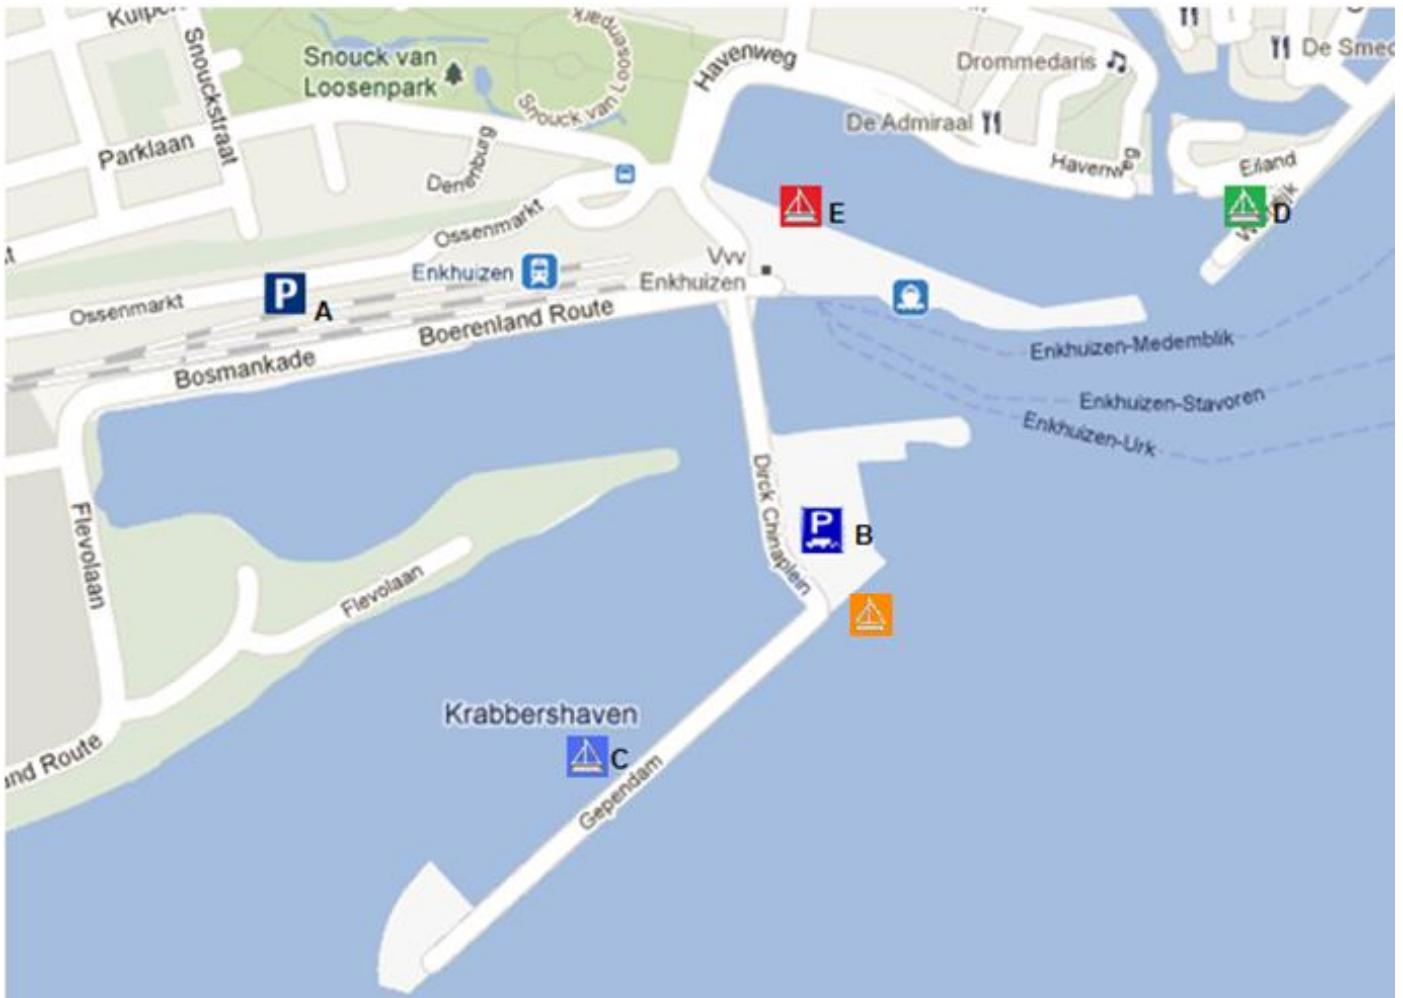 Snouckstraat
Snouck van
Loosenpark
Snouck van Loosenpark
Havenweg
Drommedaris
De Smed
De Admiraal
Parklaan
Denenburg
Havenweg
Eiland
E
D
Ossenmarkt
Enkhuizen
Vvv
Enkhuizen
P
A
Ossenmarkt
Boerenland Route
Bosmankade
Enkhuizen-Medemblik
Enkhuizen-Stavoren
Enkhuizen-Urk
Dirck Chinaplein
Flevolaan
P
B
Flevolaan
Krabbershaven
C
Gependam
and Route